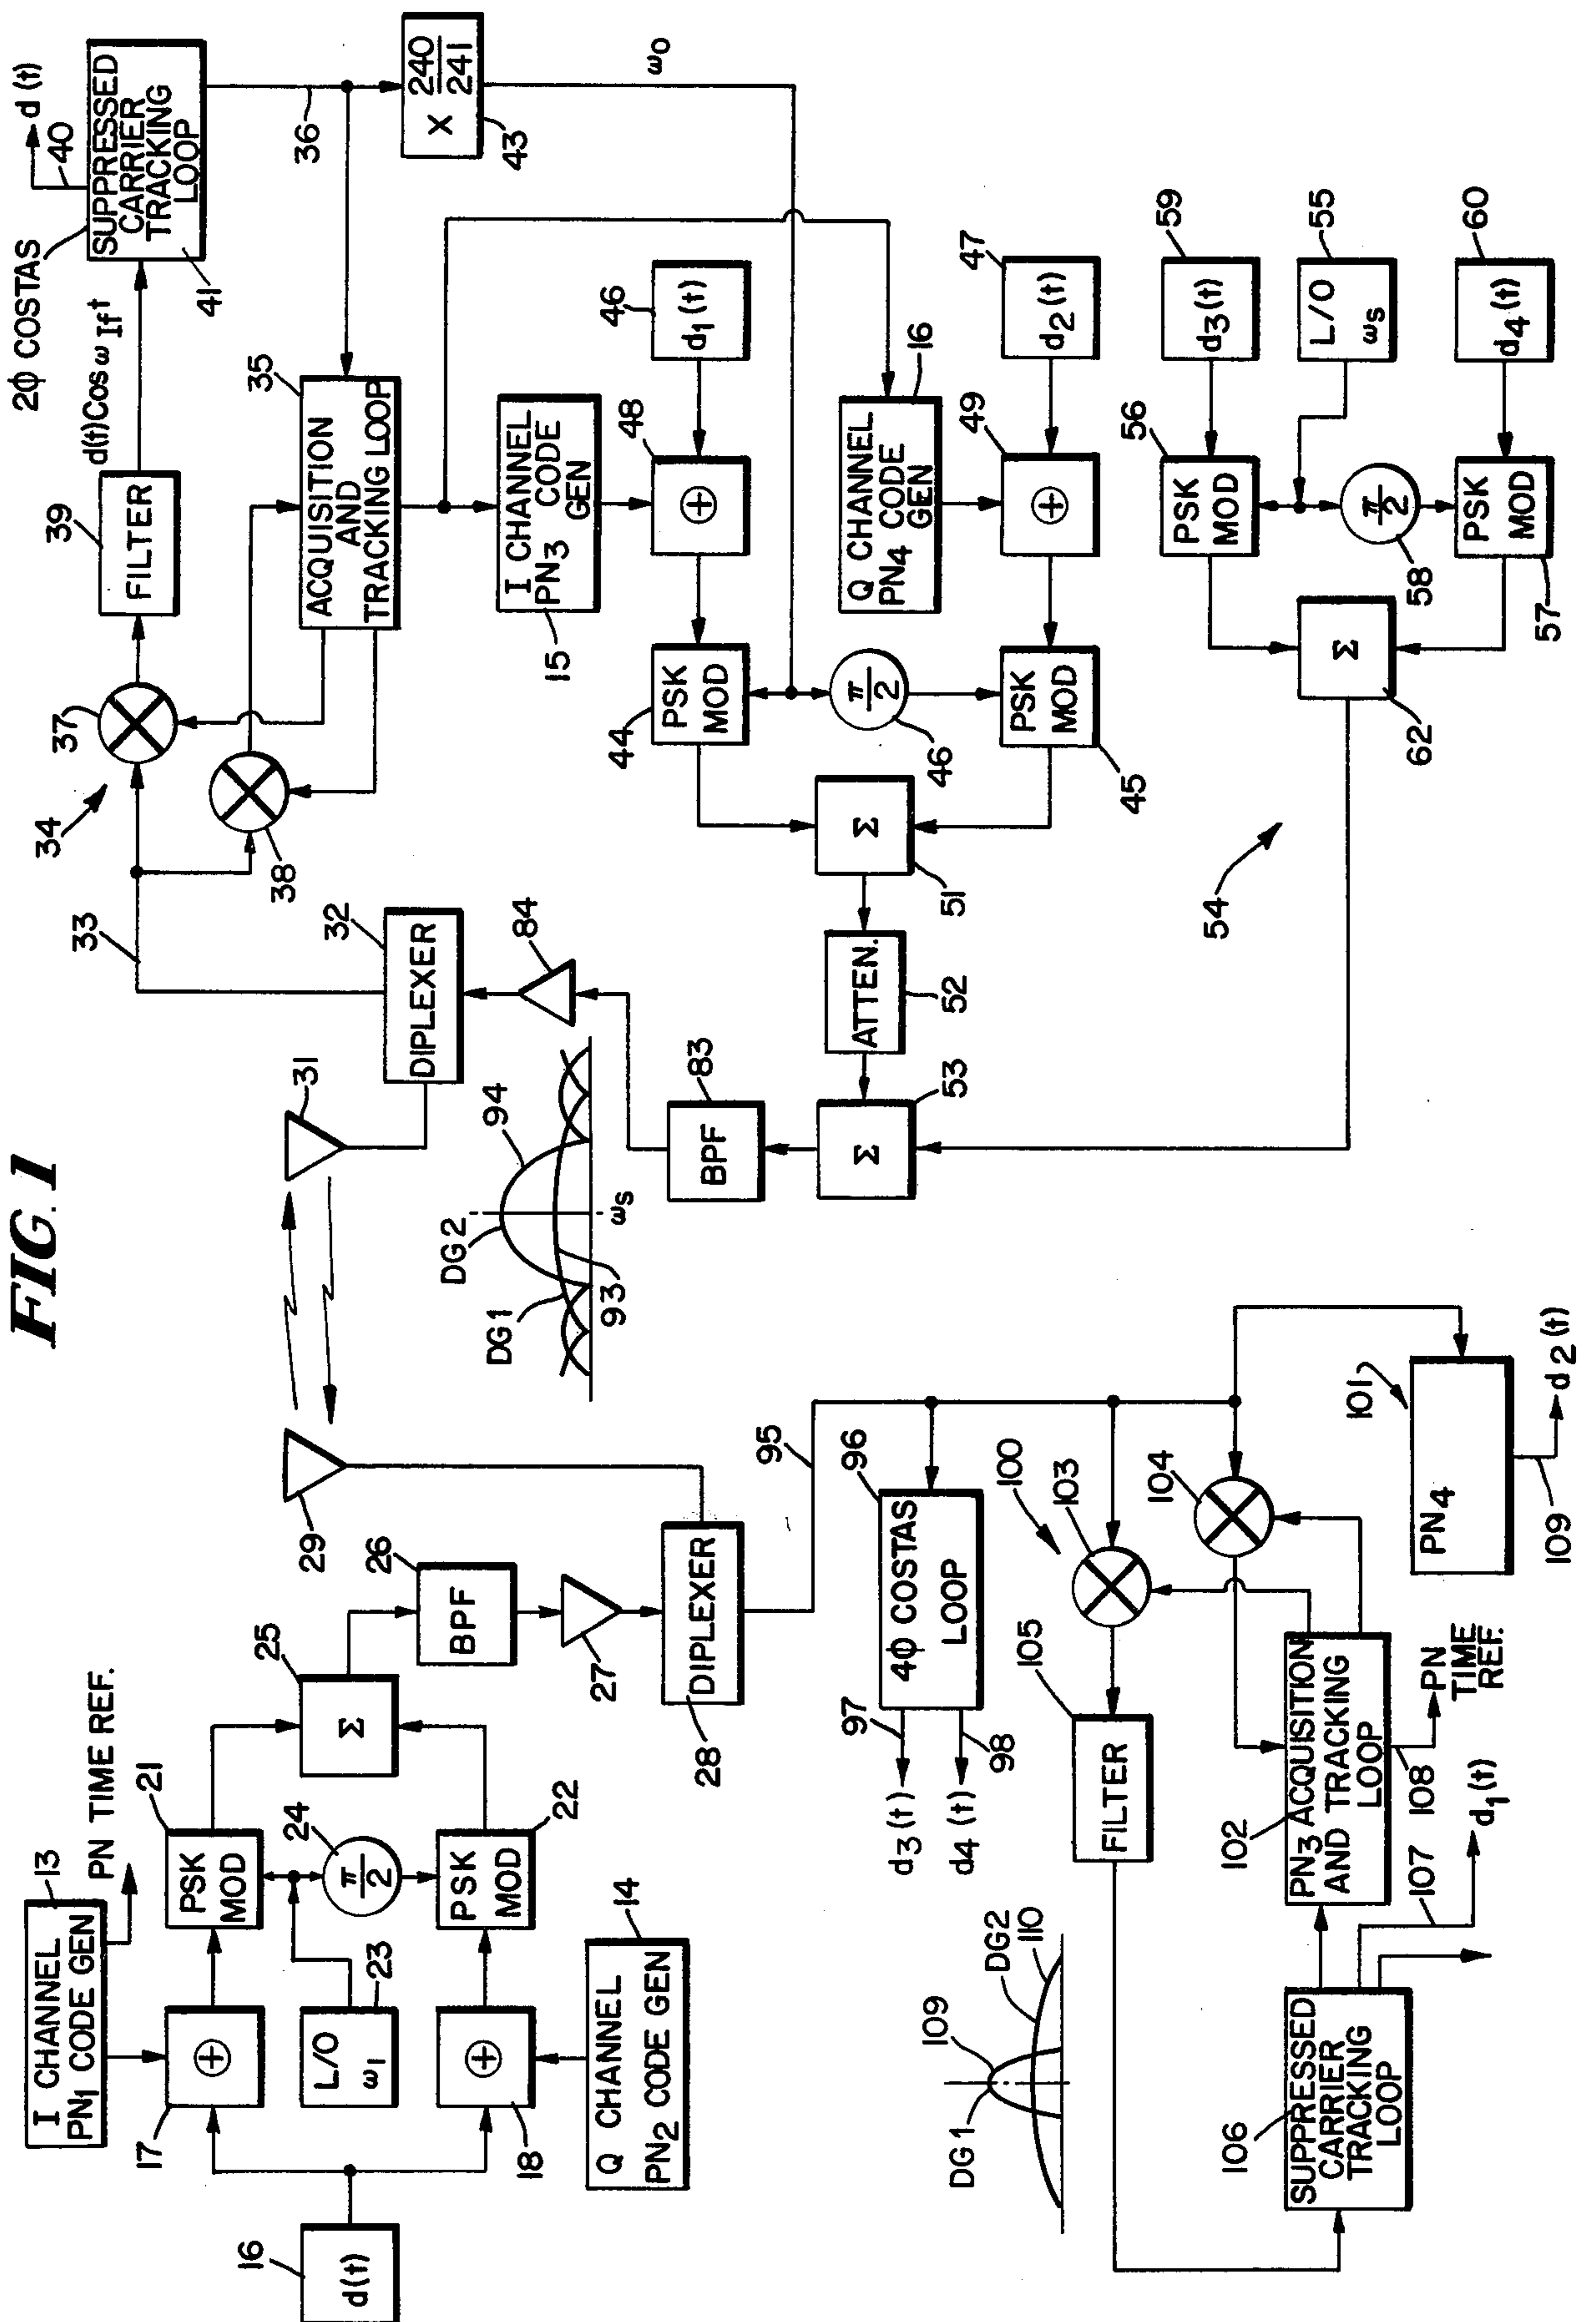 FIG. 1
16
d(t)
I CHANNEL
PN1 CODE GEN
13
PN TIME REF.
17
⊕
L/O
ω1
23
⊕
18
Q CHANNEL
PN2 CODE GEN
14
PSK
MOD
21
π/2
24
PSK
MOD
22
Σ
25
BPF
26
27
DIPLEXER
28
29
31
DIPLEXER
32
33
34
37
38
FILTER
39
d(t)Cos ω If t
2Φ COSTAS
SUPPRESSED
CARRIER
TRACKING
LOOP
41
40
d (t)
36
X 240/241
43
ω0
ACQUISITION
AND
TRACKING LOOP
35
I CHANNEL
PN3 CODE
GEN
15
46
d1 (t)
48
⊕
PSK
MOD
44
π/2
46
Q CHANNEL
PN4 CODE
GEN
16
47
d2 (t)
49
⊕
PSK
MOD
45
Σ
51
ATTEN.
52
Σ
53
BPF
83
84
DG2
94
DG1
93
ωs
54
59
d3 (t)
L/O
ωs
55
d4 (t)
60
PSK
MOD
56
π/2
58
PSK
MOD
57
Σ
62
95
4Φ COSTAS
LOOP
96
97
d3 (t)
98
d4 (t)
100
103
104
PN4
101
109
d2 (t)
FILTER
105
PN3 ACQUISITION
AND TRACKING
LOOP
102
108
PN
TIME
REF.
107
d1 (t)
SUPPRESSED
CARRIER
TRACKING
LOOP
106
DG1
109
DG2
110